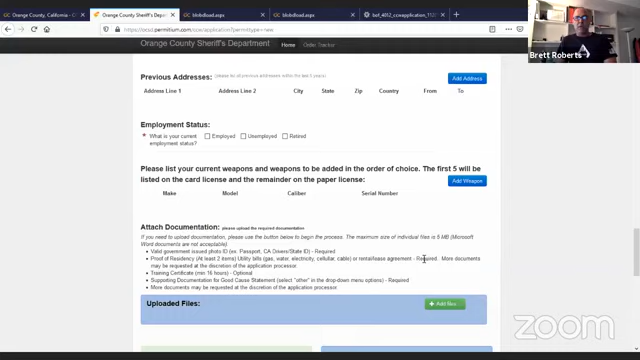 Orange County, California - C
Orange County Sheriff's Depart
blobdload.aspx
blobdload.aspx
bof_4012_ccwapplication_1120
https://ocsd.permitium.com/ccw/application?permittype=new
Orange County Sheriff's Department
Home
Order Tracker
Brett Roberts
Previous Addresses: (please list all previous addresses within the last 5 years)
Add Address
Address Line 1 Address Line 2 City State Zip Country From To
Employment Status:
* What is your current employment status? Employed Unemployed Retired
Please list your current weapons and weapons to be added in the order of choice. The first 5 will be
listed on the card license and the remainder on the paper license:
Add Weapon
Make Model Caliber Serial Number
Attach Documentation: please upload the required documentation.
If you need to upload documentation, please use the button below to begin the process. The maximum size of individual files is 5 MB (Microsoft
Word documents are not acceptable)
• Valid government issued photo ID (ex. Passport, CA Drivers/State ID) - Required
• Proof of Residency (At least 2 items) Utility bills (gas, water, electricity, cellular, cable) or rental/lease agreement - Required More documents
may be requested at the discretion of the application processor.
• Training Certificate (min 16 hours) - Optional
• Supporting Documentation for Good Cause Statement (select "other" in the drop-down menu options) - Required
• More documents may be requested at the discretion of the application processor.
Uploaded Files:
+ Add files...
zoom